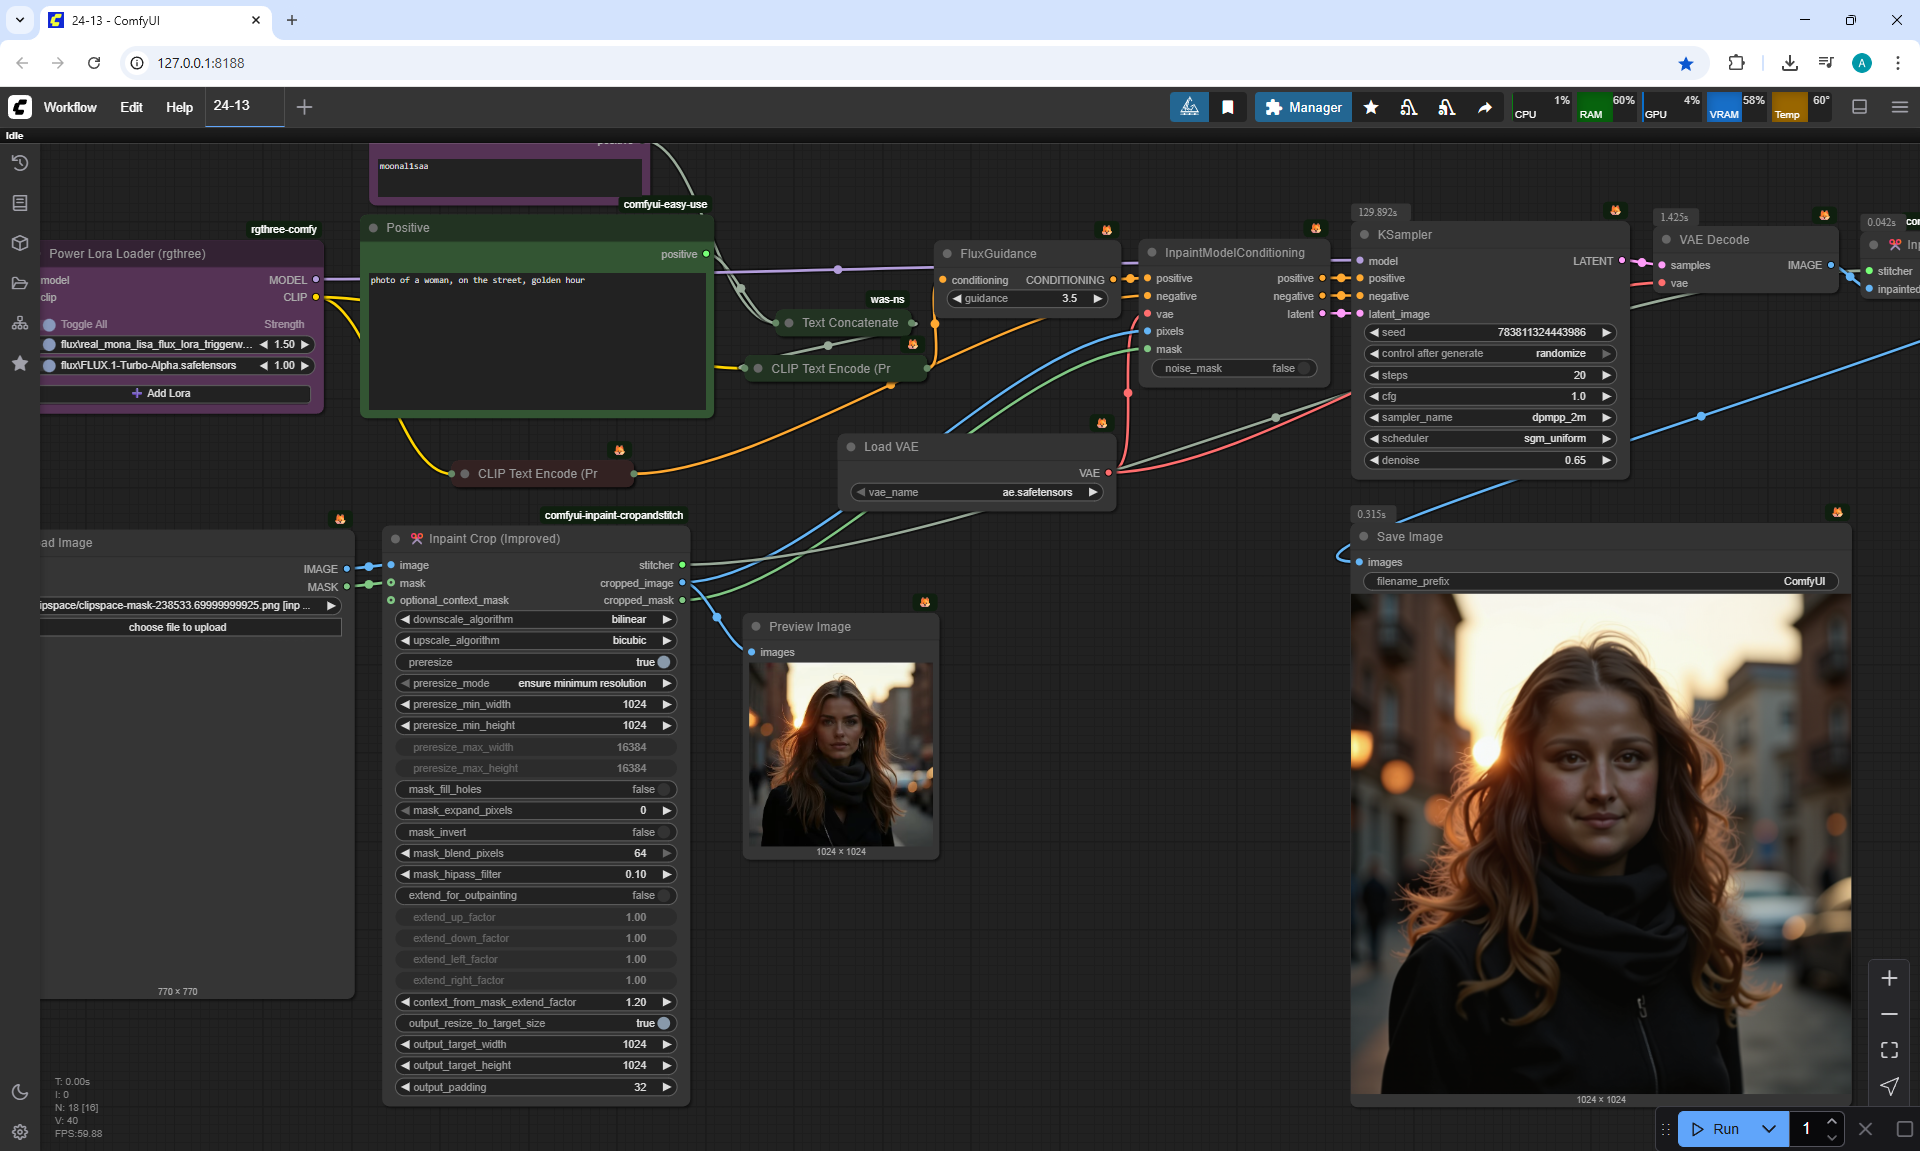 24-13 - ComfyUI
127.0.0.1:8188
A
Workflow Edit Help 24-13
Manager
CPU 1% RAM 60% GPU 4% VRAM 58% Temp 60°
Idle
moonal1saa
comfyui-easy-use
rgthree-comfy
Power Lora Loader (rgthree)
model MODEL
clip CLIP
Toggle All Strength
flux\real_mona_lisa_flux_lora_triggerw... 1.50
flux\FLUX.1-Turbo-Alpha.safetensors 1.00
Add Lora
Positive
positive
photo of a woman, on the street, golden hour
was-ns
Text Concatenate
CLIP Text Encode (Pr
CLIP Text Encode (Pr
FluxGuidance
conditioning CONDITIONING
guidance 3.5
InpaintModelConditioning
positive positive
negative negative
vae latent
pixels
mask
noise_mask false
129.892s
KSampler
model LATENT
positive
negative
latent_image
seed 783811324443986
control after generate randomize
steps 20
cfg 1.0
sampler_name dpmpp_2m
scheduler sgm_uniform
denoise 0.65
1.425s
VAE Decode
samples IMAGE
vae
0.042s
stitcher
inpainted
Load VAE
VAE
vae_name ae.safetensors
ad Image
IMAGE
MASK
ipspace/clipspace-mask-238533.69999999925.png [inp ...
choose file to upload
770 × 770
comfyui-inpaint-cropandstitch
Inpaint Crop (Improved)
image stitcher
mask cropped_image
optional_context_mask cropped_mask
downscale_algorithm bilinear
upscale_algorithm bicubic
preresize true
preresize_mode ensure minimum resolution
preresize_min_width 1024
preresize_min_height 1024
preresize_max_width 16384
preresize_max_height 16384
mask_fill_holes false
mask_expand_pixels 0
mask_invert false
mask_blend_pixels 64
mask_hipass_filter 0.10
extend_for_outpainting false
extend_up_factor 1.00
extend_down_factor 1.00
extend_left_factor 1.00
extend_right_factor 1.00
context_from_mask_extend_factor 1.20
output_resize_to_target_size true
output_target_width 1024
output_target_height 1024
output_padding 32
Preview Image
images
1024 × 1024
0.315s
Save Image
images
filename_prefix ComfyUI
1024 × 1024
T: 0.00s
I: 0
N: 18 [16]
V: 40
FPS:59.88
Run 1